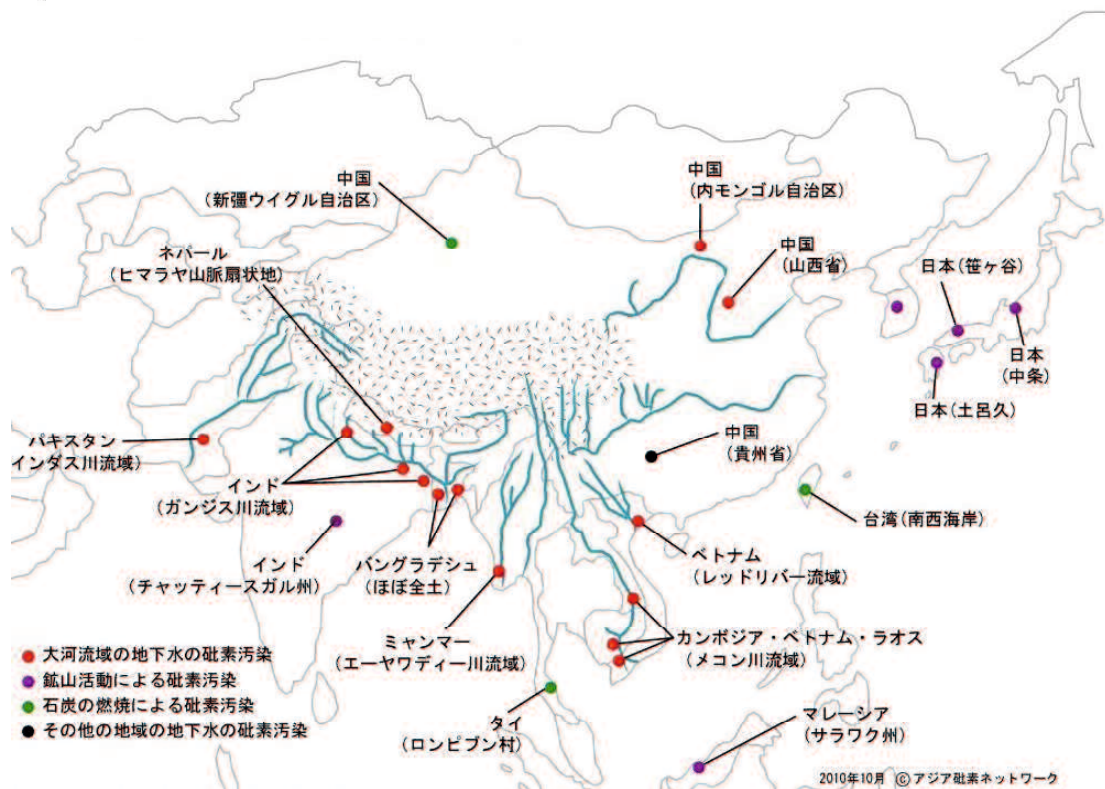 中国
(新疆ウイグル自治区)
中国
(内モンゴル自治区)
ネパール
(ヒマラヤ山脈扇状地)
中国
(山西省)
日本(笹ヶ谷)
日本
(中条)
日本(土呂久)
パキスタン
インダス川流域)
中国
(貴州省)
インド
(ガンジス川流域)
台湾(南西海岸)
インド
(チャッティースガル州)
バングラデシュ
(ほぼ全土)
ベトナム
(レッドリバー流域)
ミャンマー
(エーヤワディー川流域)
カンボジア・ベトナム・ラオス
(メコン川流域)
大河流域の地下水の砒素汚染
鉱山活動による砒素汚染
石炭の燃焼による砒素汚染
その他の地域の地下水の砒素汚染
タイ
(ロンピブン村)
マレーシア
(サラワク州)
2010年10月 ©アジア砒素ネットワーク